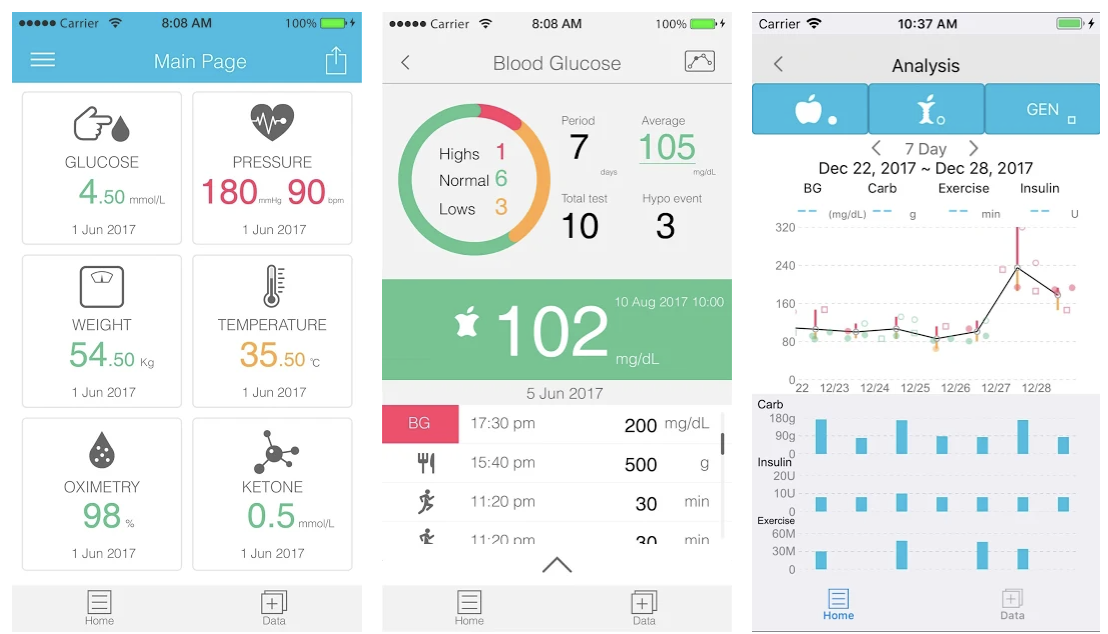 Carrier 8:08 AM 100%
Main Page
GLUCOSE
4.50 mmol/L
1 Jun 2017
PRESSURE
180 mmHg 90 bpm
1 Jun 2017
WEIGHT
54.50 Kg
1 Jun 2017
TEMPERATURE
35.50 °C
1 Jun 2017
OXIMETRY
98 %
1 Jun 2017
KETONE
0.5 mmol/L
1 Jun 2017
Home
Data
Carrier 8:08 AM 100%
Blood Glucose
Highs 1
Normal 6
Lows 3
Period
7
days
Average
105
mg/dL
Total test
10
Hypo event
3
10 Aug 2017 10:00
102
mg/dL
5 Jun 2017
BG 17:30 pm 200 mg/dL
15:40 pm 500 g
11:20 pm 30 min
11:20 pm 30 min
Home
Data
Carrier 10:37 AM
Analysis
GEN
7 Day
Dec 22, 2017 ~ Dec 28, 2017
BG Carb Exercise Insulin
(mg/dL) g min U
320
240
160
80
0
22 12/23 12/24 12/25 12/26 12/27 12/28
Carb
180g
90g
0
Insulin
20U
10U
0
Exercise
60M
30M
0
Home
Data